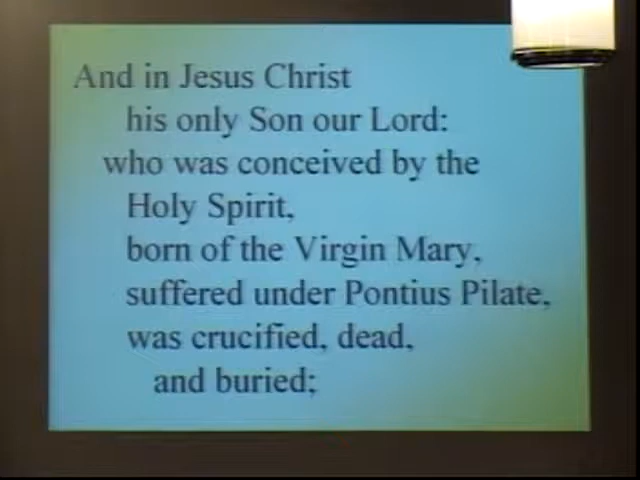 And in Jesus Christ
his only Son our Lord:
who was conceived by the
Holy Spirit,
born of the Virgin Mary,
suffered under Pontius Pilate,
was crucified, dead,
and buried;